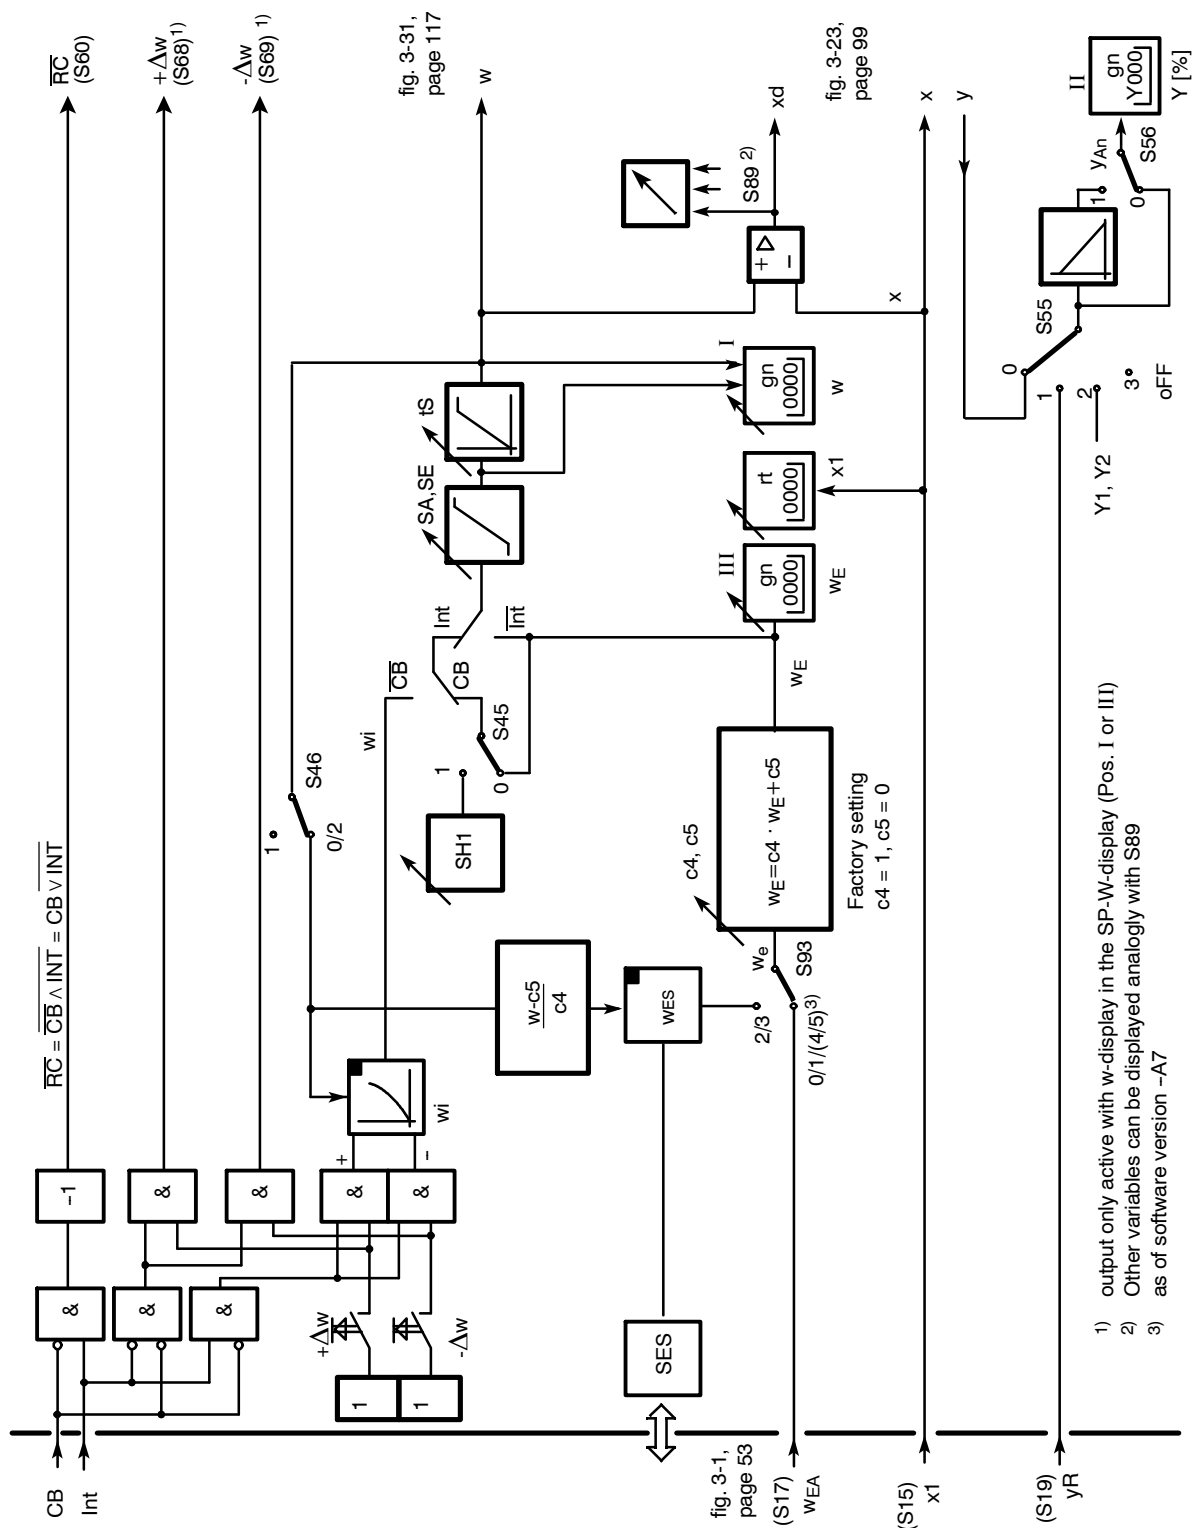 RC
(S60)
+Δw
(S68) 1)
-Δw
(S69) 1)
fig. 3-31,
page 117
w
xd
fig. 3-23,
page 99
x
y
II
gn
Y000
Y [%]
S89 2)
yAn
S56
1
0
+
−
x
S55
0
1
2
3
oFF
Y1, Y2
I
gn
0000
w
tS
SA, SE
rt
0000
x1
III
gn
0000
wE
Int
Int
CB
CB
wi
S45
1
0
SH1
S46
1
0/2
wE
c4, c5
wE=c4 · wE+c5
Factory setting
c4 = 1, c5 = 0
we
S93
2/3
0/1/(4/5)3)
w-c5
c4
WES
RC = CB ∧ INT = CB ∨ INT
wi
+
−
−1
&
&
&
&
&
&
&
+Δw
-Δw
1
1
SES
CB
Int
fig. 3-1,
page 53
(S17)
wEA
(S15)
x1
(S19)
yR
1) output only active with w-display in the SP-W-display (Pos. I or III)
2) Other variables can be displayed analogly with S89
3) as of software version −A7